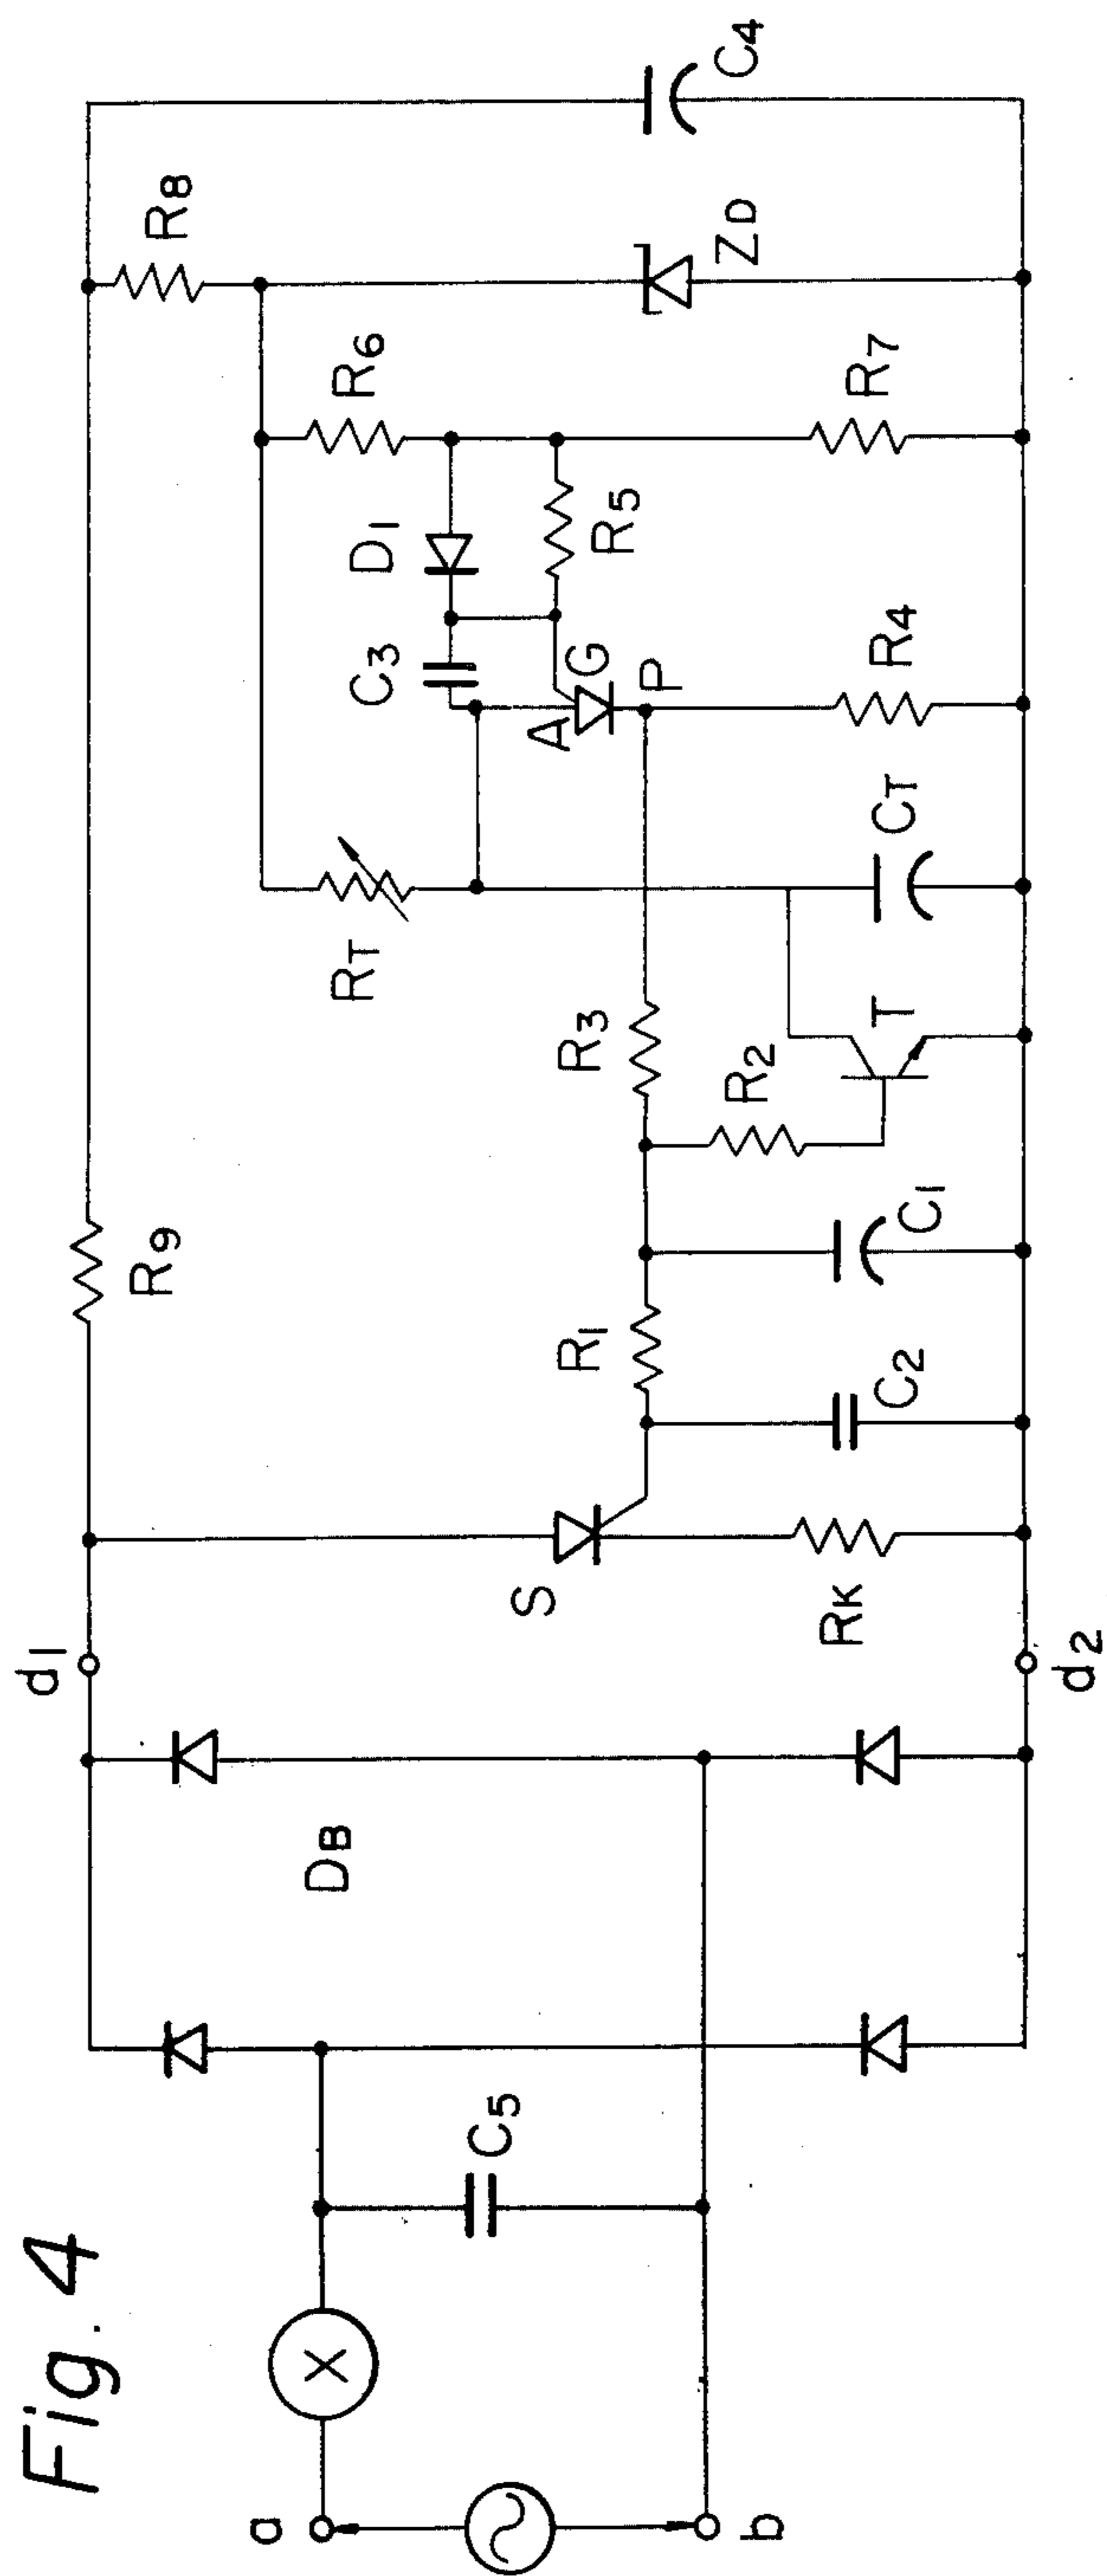 Fig. 4
a
b
X
C5
DB
d1
d2
S
RK
R9
R1
C2
C1
R3
R2
T
RT
CT
C3
D1
A
G
P
R4
R5
R6
R7
R8
ZD
C4